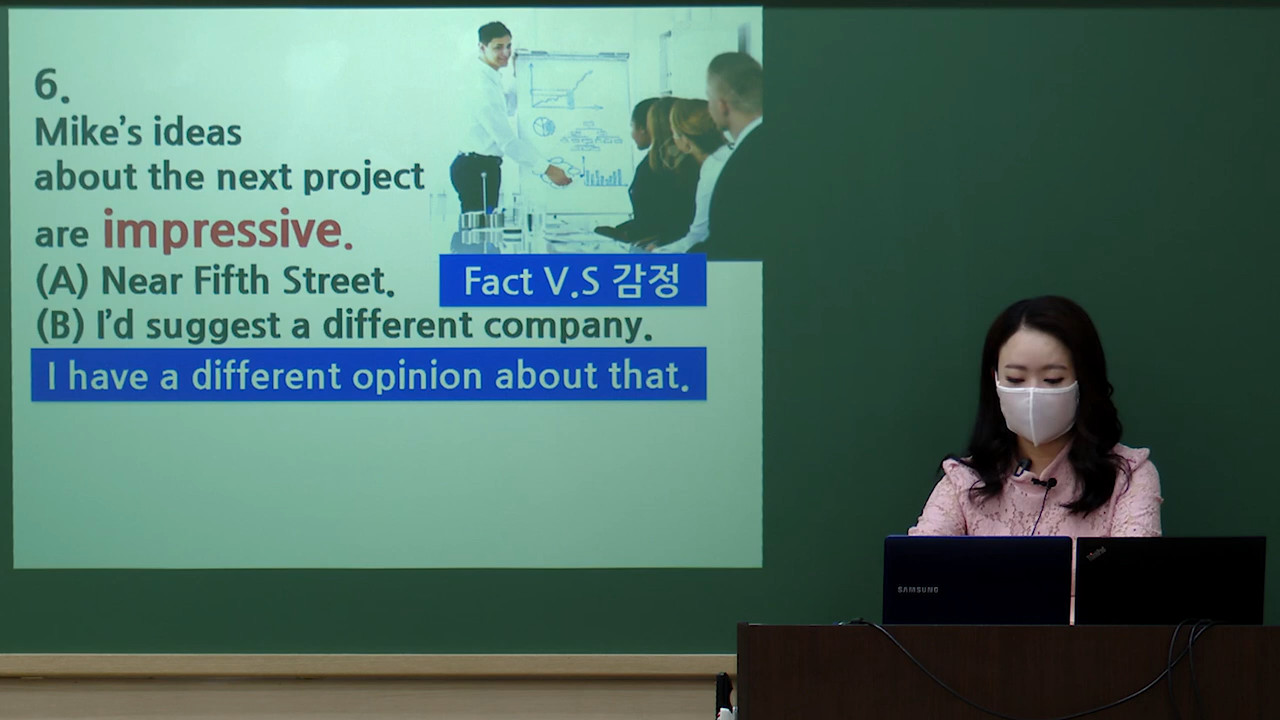 6.
Mike's ideas
about the next project
are impressive.
(A) Near Fifth Street.
Fact V.S 감정
(B) I'd suggest a different company.
I have a different opinion about that.
SAMSUNG
ThinkPad